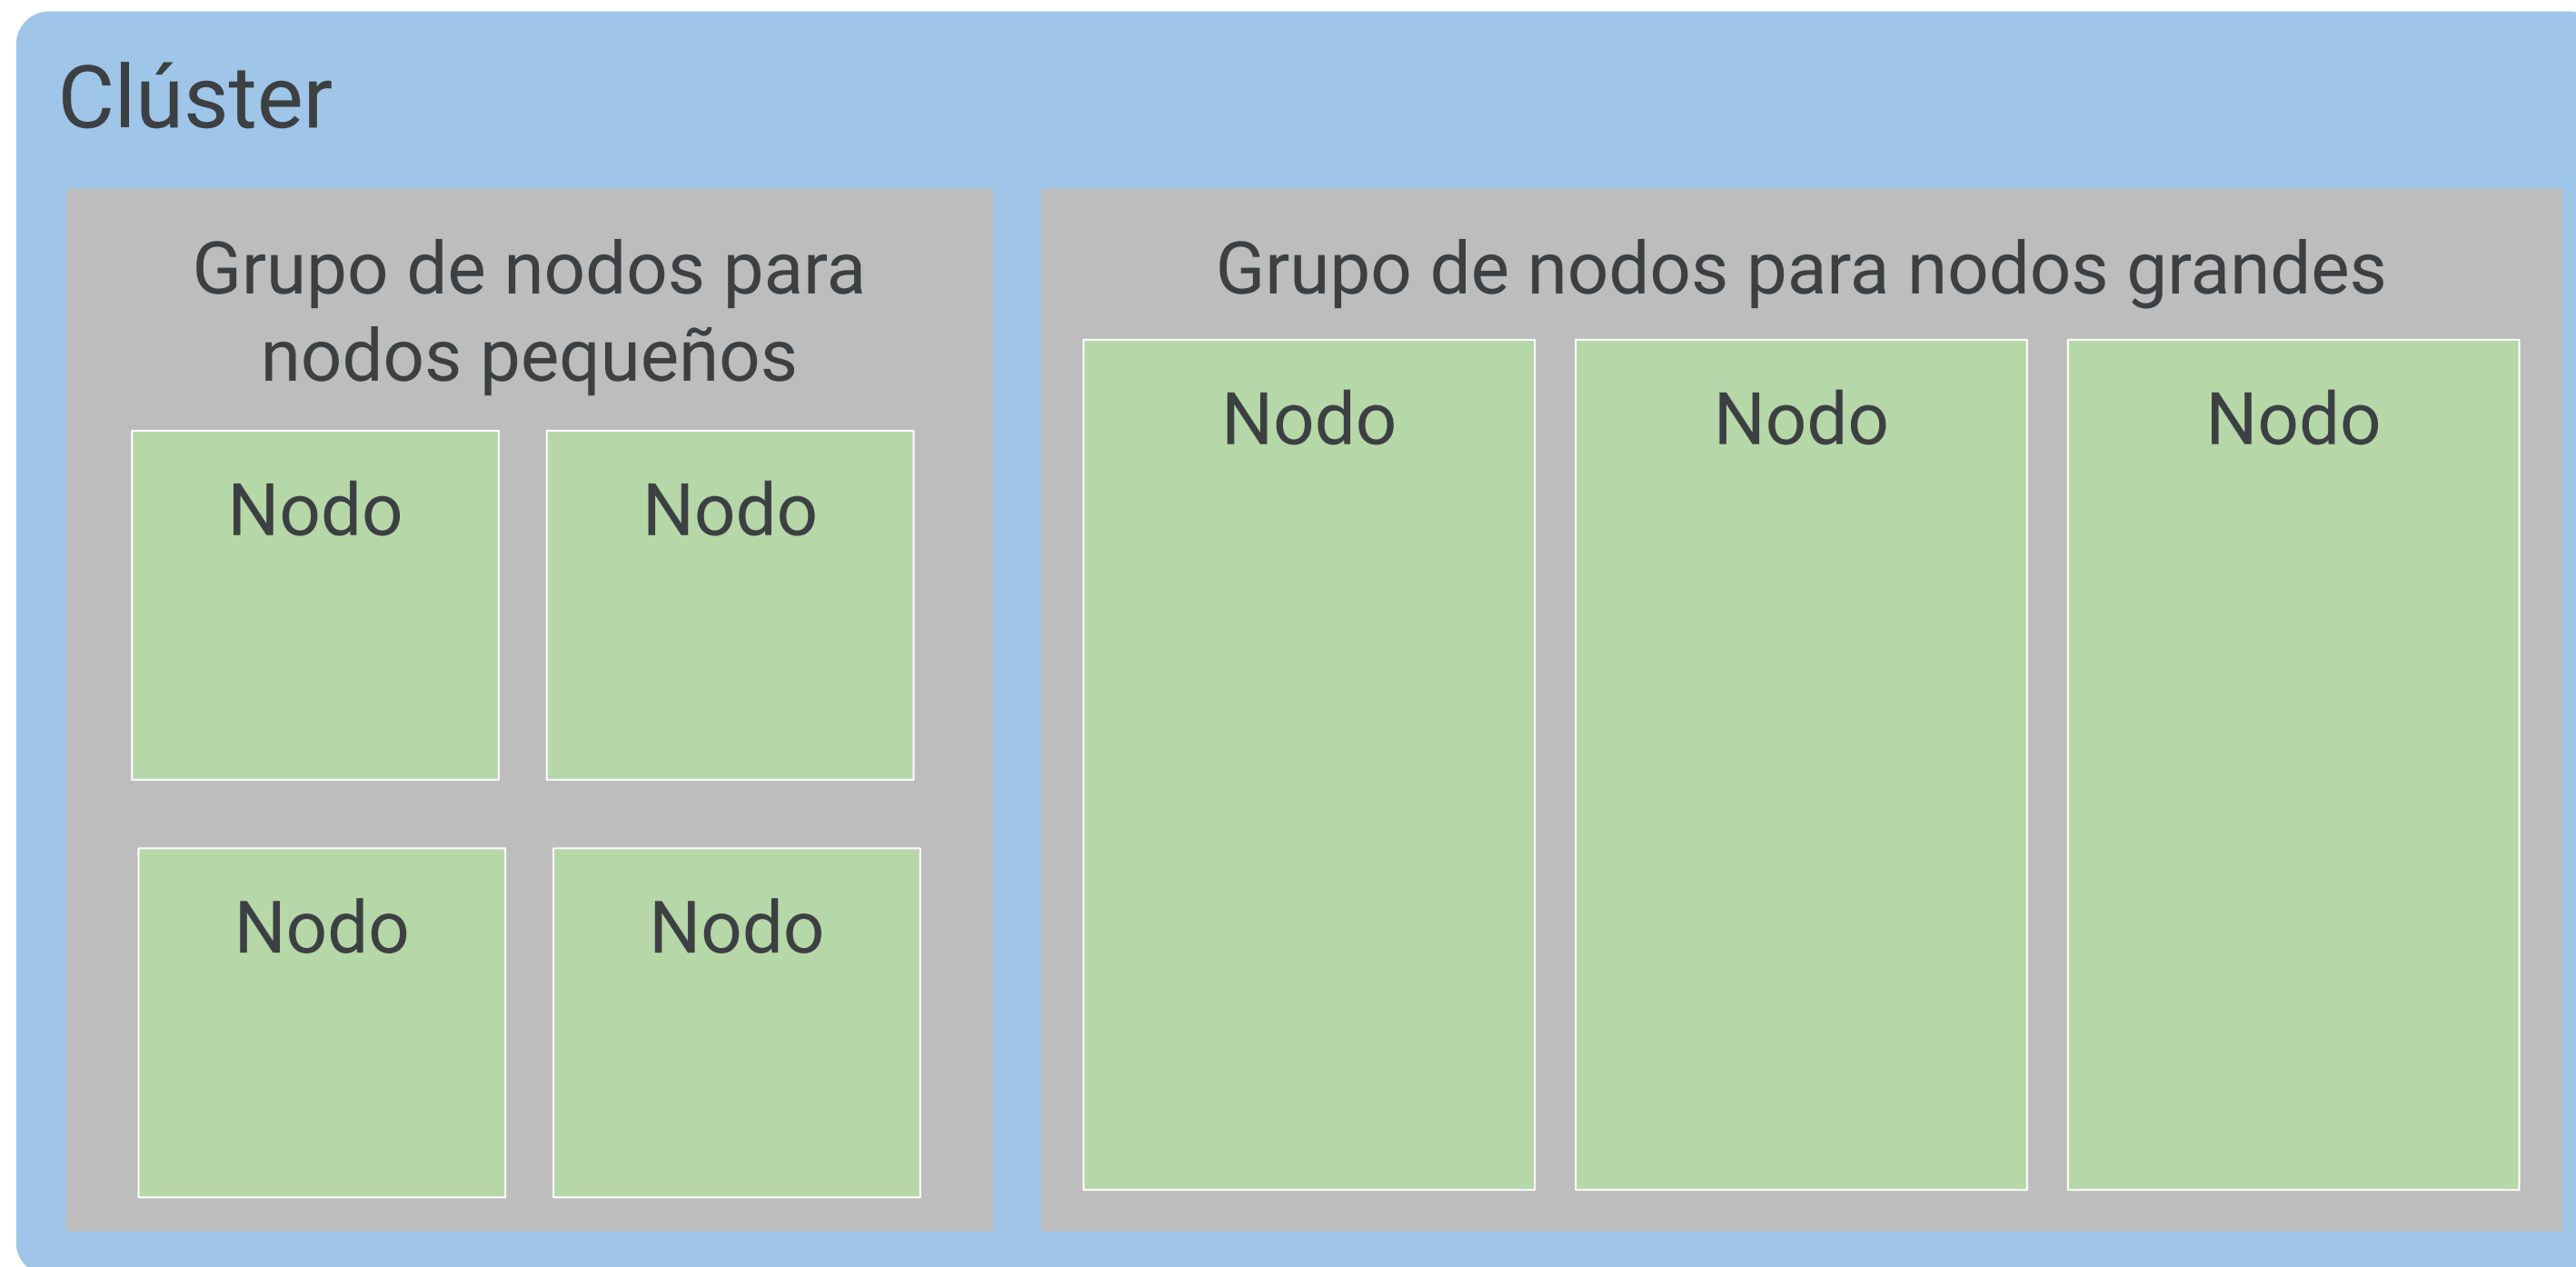 Clúster
Grupo de nodos para
nodos pequeños
Nodo
Nodo
Nodo
Nodo
Grupo de nodos para nodos grandes
Nodo
Nodo
Nodo